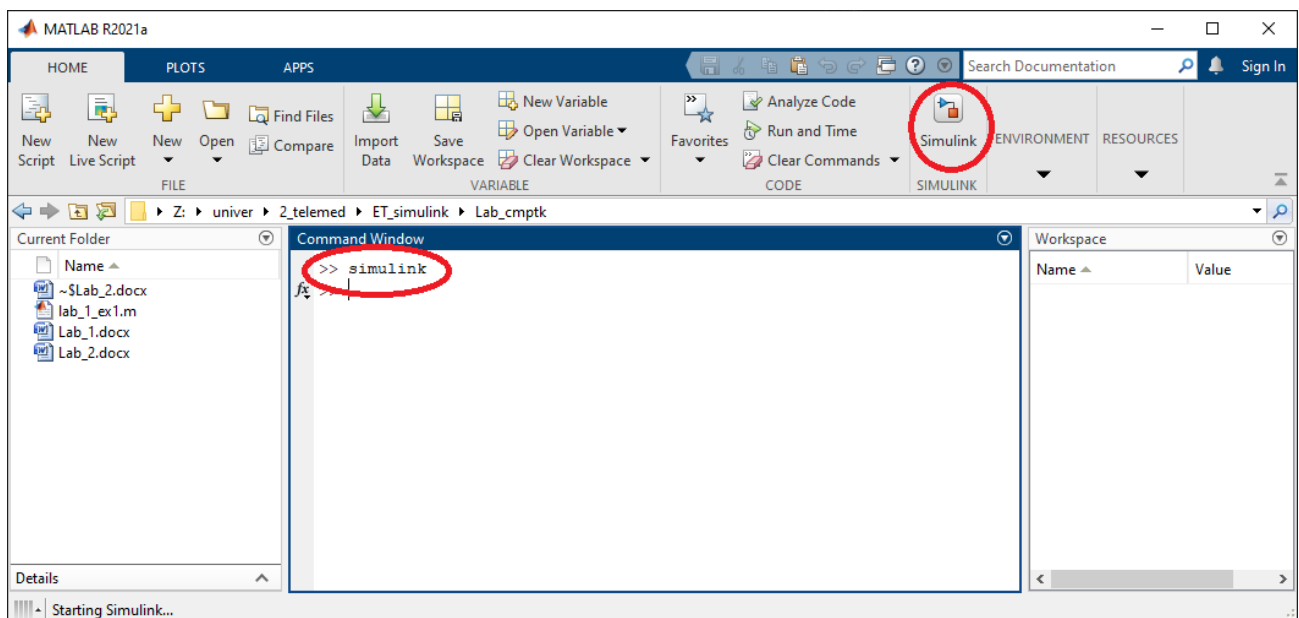 MATLAB R2021a
HOME PLOTS APPS Search Documentation Sign In
New Script
New Live Script
New
Open
Find Files
Compare
Import Data
Save Workspace
New Variable
Open Variable
Clear Workspace
Favorites
Analyze Code
Run and Time
Clear Commands
Simulink
ENVIRONMENT
RESOURCES
FILE VARIABLE CODE SIMULINK
Z: univer 2_telemed ET_simulink Lab_cmptk
Current Folder
Name
~$Lab_2.docx
lab_1_ex1.m
Lab_1.docx
Lab_2.docx
Details
Command Window
>> simulink
fx >>
Workspace
Name Value
Starting Simulink...